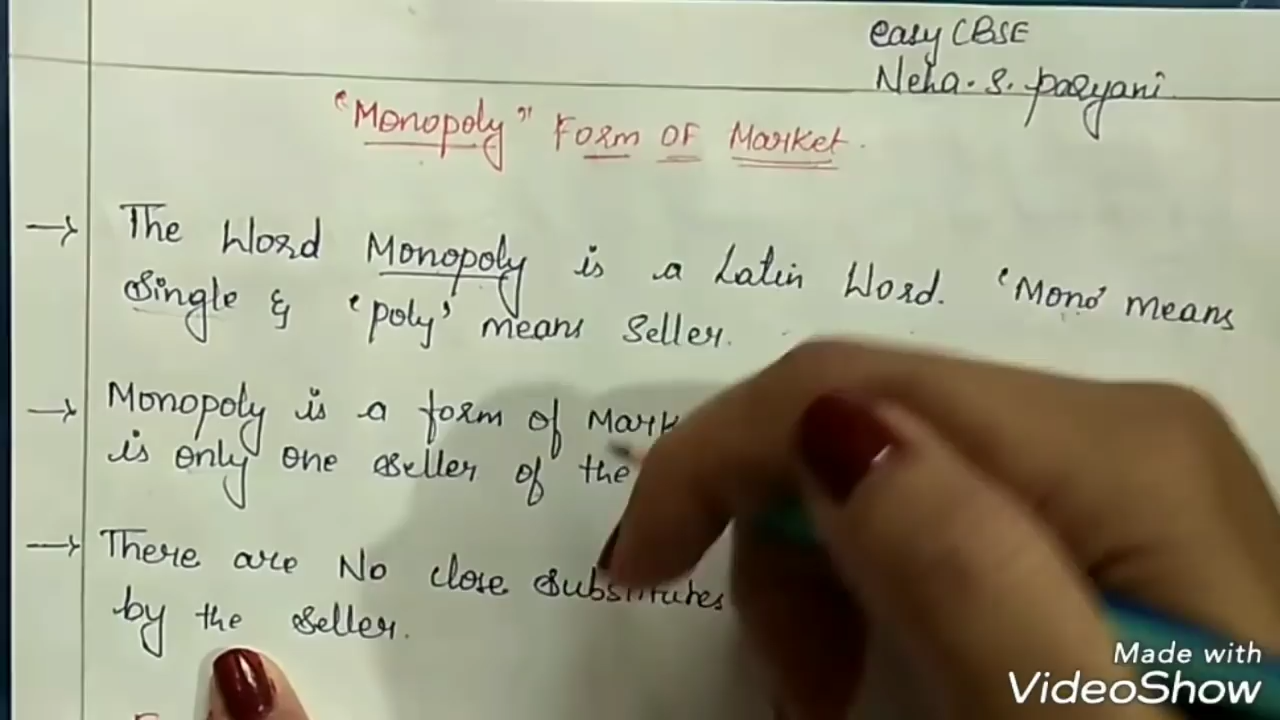 easy CBSE
Neha. S. paryani.
"Monopoly" Form OF Market.
→ The Word Monopoly is a Latin Word. 'Mono' means
single & 'poly' means Seller.
→ Monopoly is a form of
is only one seller of the
→ There are No close substitutes
by the seller.
Made with
VideoShow